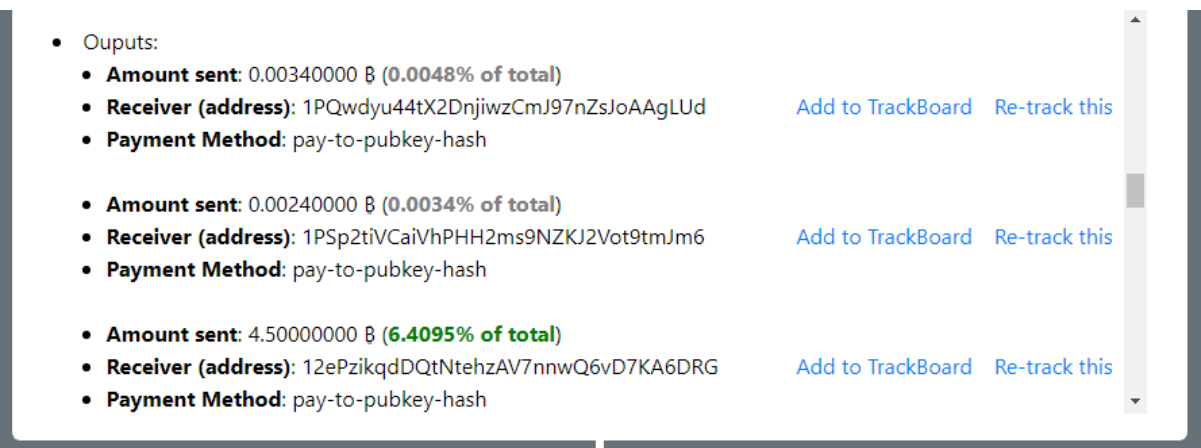 Ouputs:
Amount sent: 0.00340000 ₿ (0.0048% of total)
Receiver (address): 1PQwdyu44tX2DnjiwzCmJ97nZsJoAAgLUd Add to TrackBoard Re-track this
Payment Method: pay-to-pubkey-hash
Amount sent: 0.00240000 ₿ (0.0034% of total)
Receiver (address): 1PSp2tiVCaiVhPHH2ms9NZKJ2Vot9tmJm6 Add to TrackBoard Re-track this
Payment Method: pay-to-pubkey-hash
Amount sent: 4.50000000 ₿ (6.4095% of total)
Receiver (address): 12ePzikqdDQtNtehzAV7nnwQ6vD7KA6DRG Add to TrackBoard Re-track this
Payment Method: pay-to-pubkey-hash